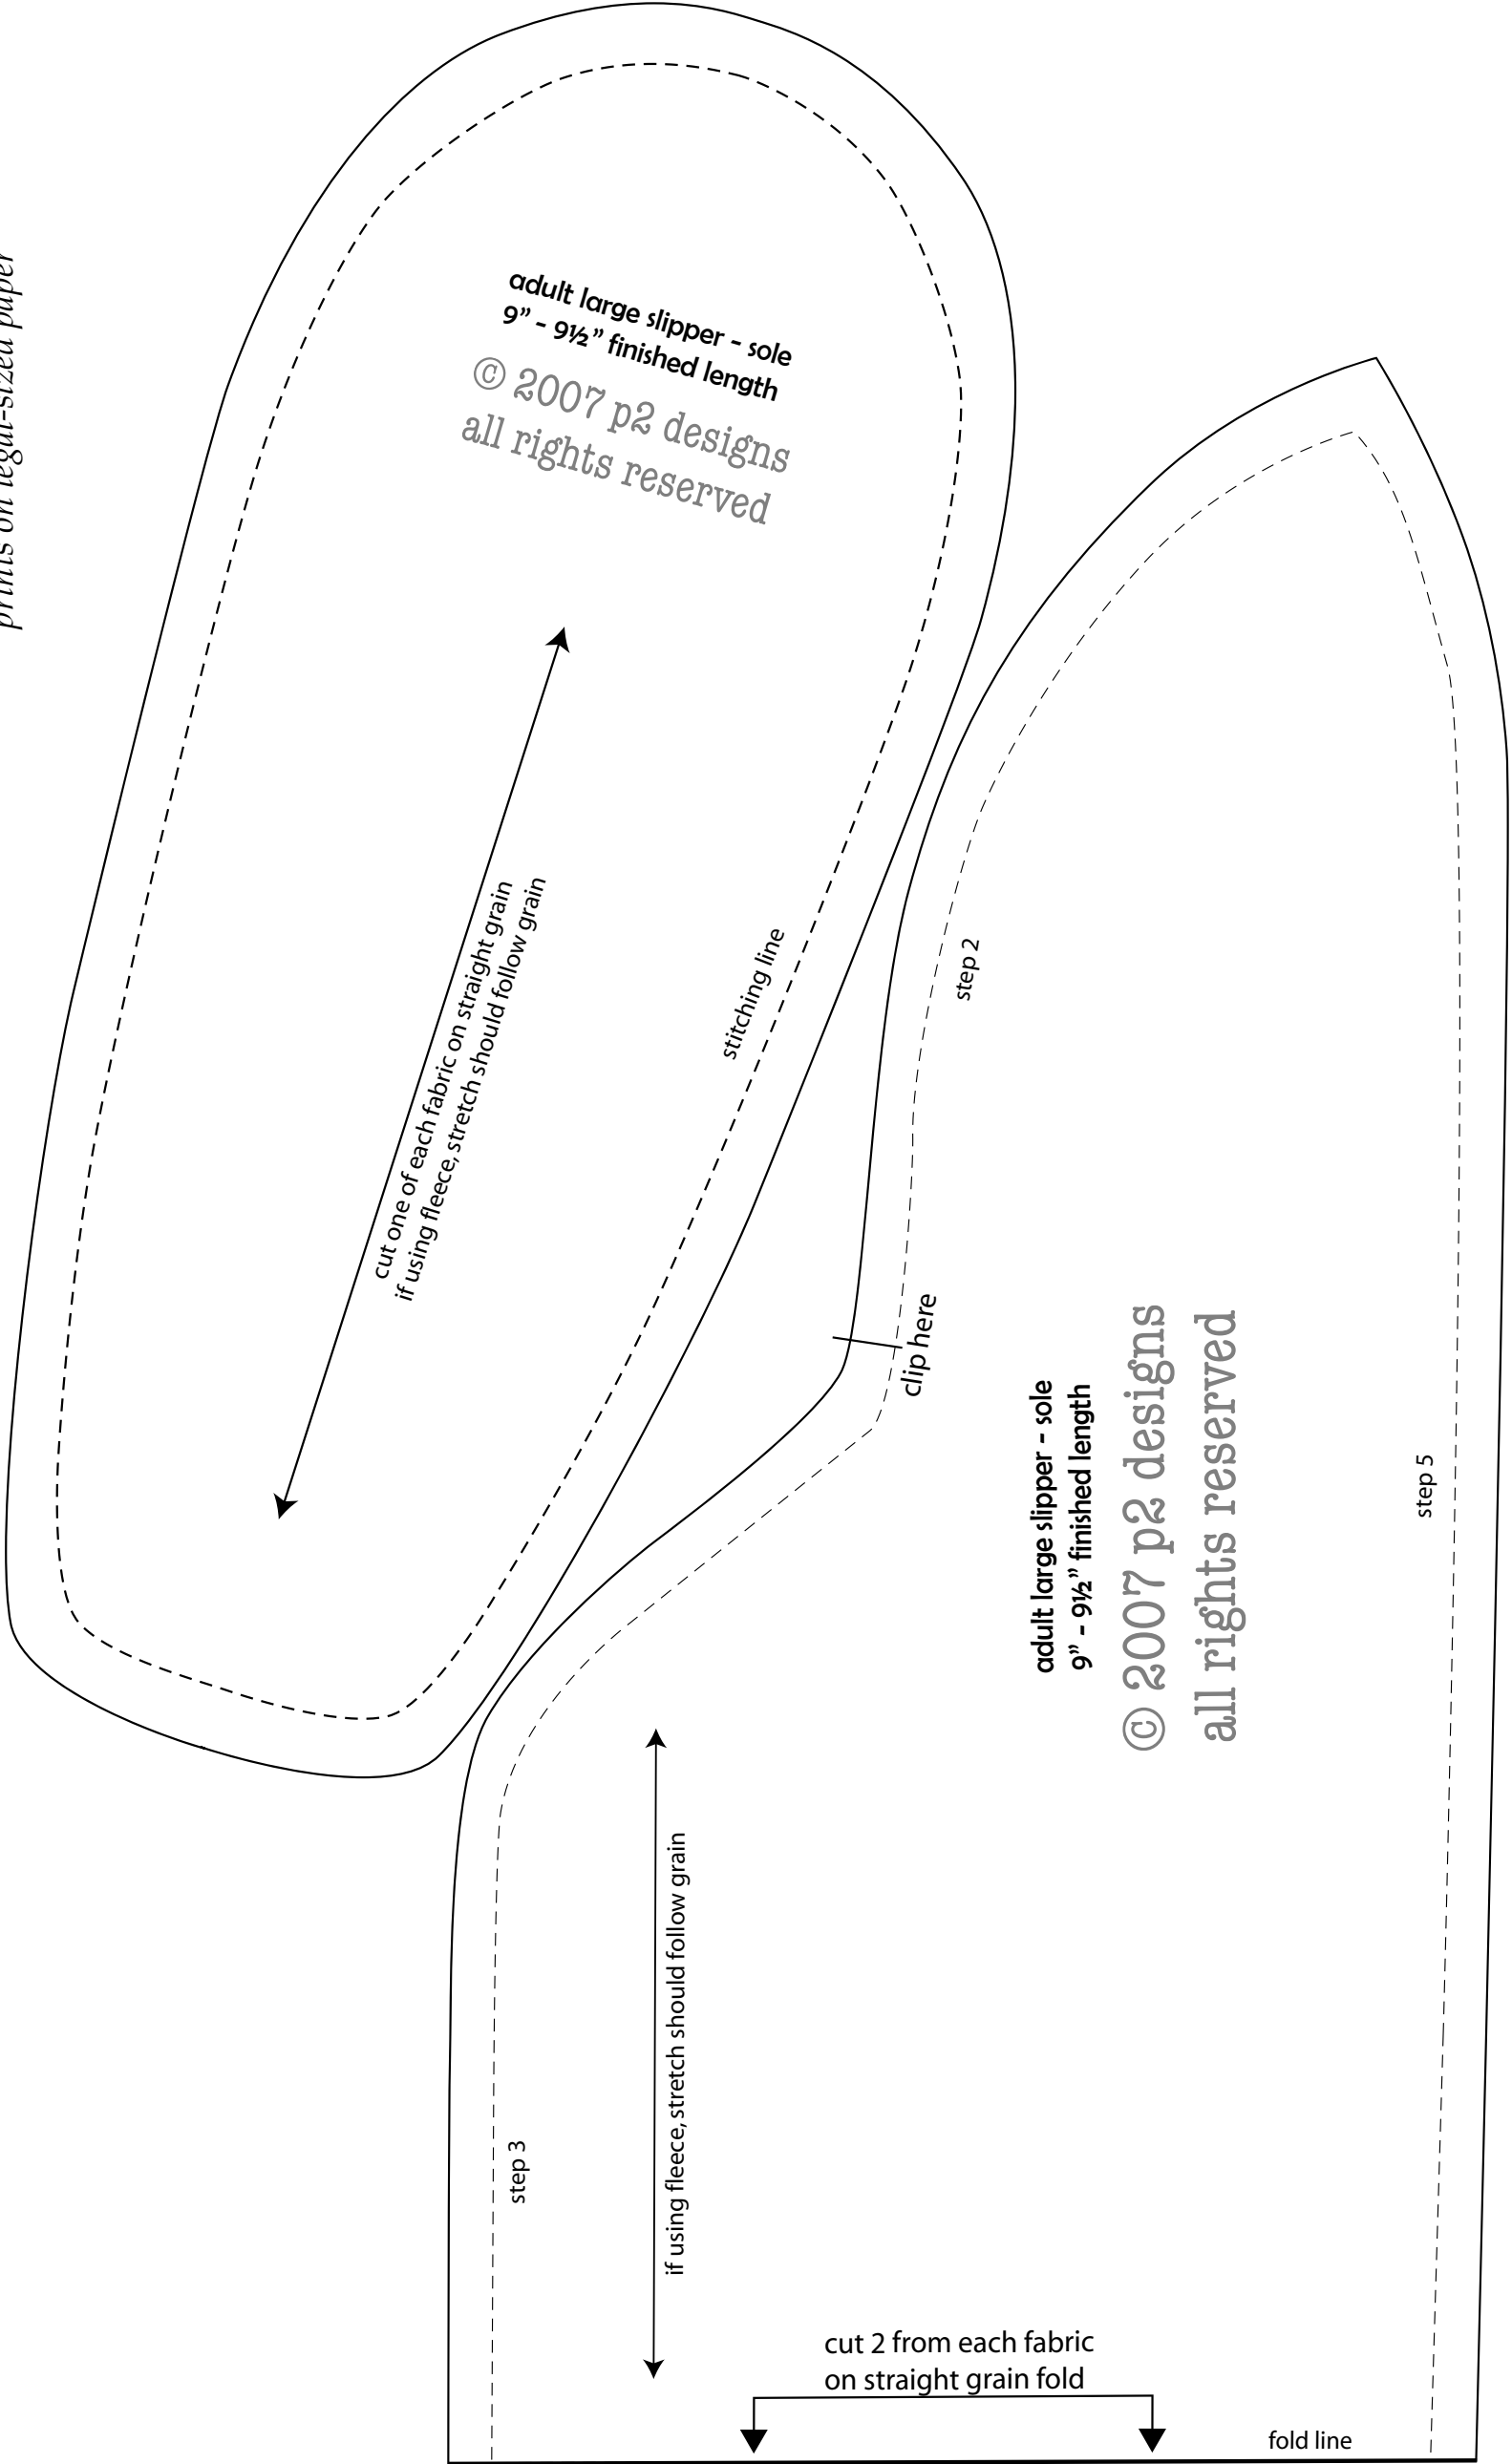 prints on legal-sized paper
adult large slipper - sole
9” - 9½” finished length
© 2007 p2 designs
all rights reserved
cut one of each fabric on straight grain
if using fleece, stretch should follow grain
stitching line
step 2
clip here
adult large slipper - sole
9” - 9½” finished length
© 2007 p2 designs
all rights reserved
step 5
if using fleece, stretch should follow grain
step 3
cut 2 from each fabric
on straight grain fold
fold line